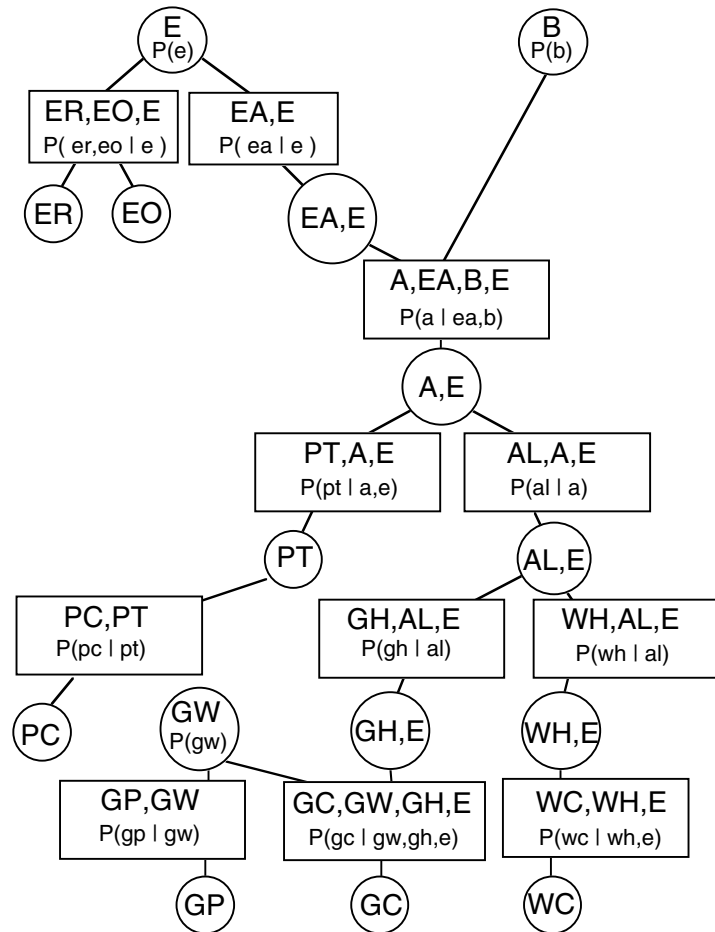 E
P(e)
B
P(b)
ER,EO,E
P( er,eo | e )
EA,E
P( ea | e )
ER
EO
EA,E
A,EA,B,E
P(a | ea,b)
A,E
PT,A,E
P(pt | a,e)
AL,A,E
P(al | a)
PT
AL,E
PC,PT
P(pc | pt)
GH,AL,E
P(gh | al)
WH,AL,E
P(wh | al)
PC
GW
P(gw)
GH,E
WH,E
GP,GW
P(gp | gw)
GC,GW,GH,E
P(gc | gw,gh,e)
WC,WH,E
P(wc | wh,e)
GP
GC
WC